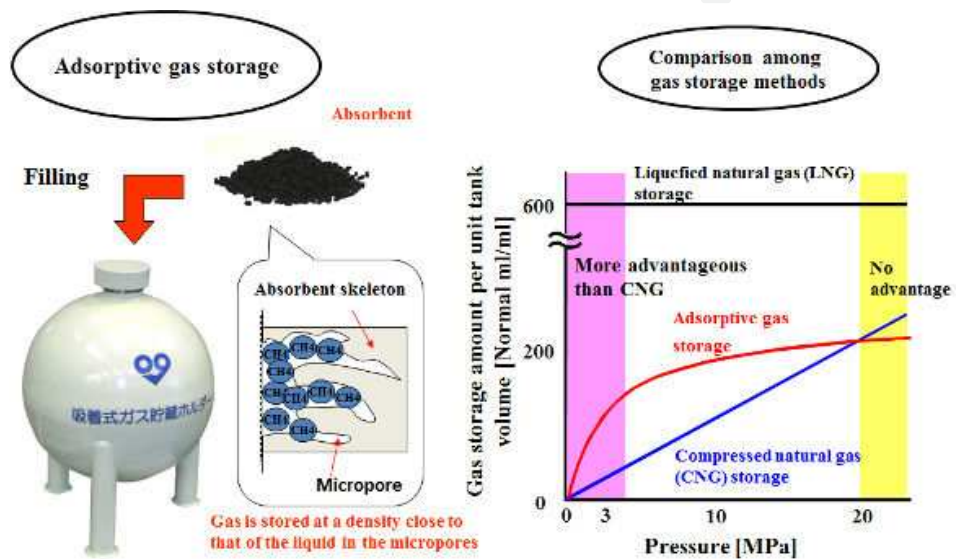 Adsorptive gas storage
Absorbent
Filling
Absorbent skeleton
CH4 CH4 CH4
CH4
CH4 CH4 CH4 CH4
CH4 CH4
Micropore
吸着式ガス貯蔵ホルダー
Gas is stored at a density close to
that of the liquid in the micropores
Comparison among
gas storage methods
Gas storage amount per unit tank
volume [Normal ml/ml]
600
200
0
Liquefied natural gas (LNG)
storage
More advantageous
than CNG
No
advantage
Adsorptive gas
storage
Compressed natural gas
(CNG) storage
0 3 10 20
Pressure [MPa]